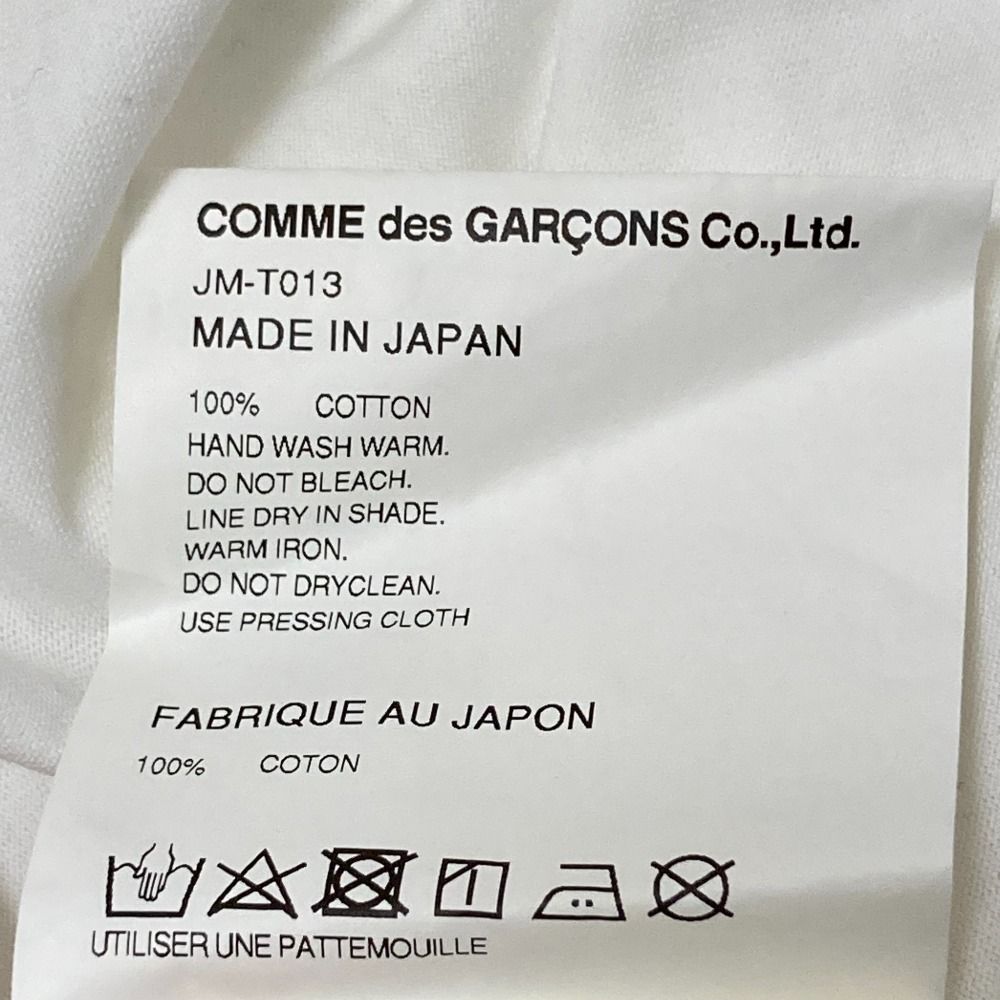 COMME des GARÇONS Co.,Ltd.
JM-T013
MADE IN JAPAN
100% COTTON
HAND WASH WARM.
DO NOT BLEACH.
LINE DRY IN SHADE.
WARM IRON.
DO NOT DRYCLEAN.
USE PRESSING CLOTH
FABRIQUE AU JAPON
100% COTON
UTILISER UNE PATTEMOUILLE